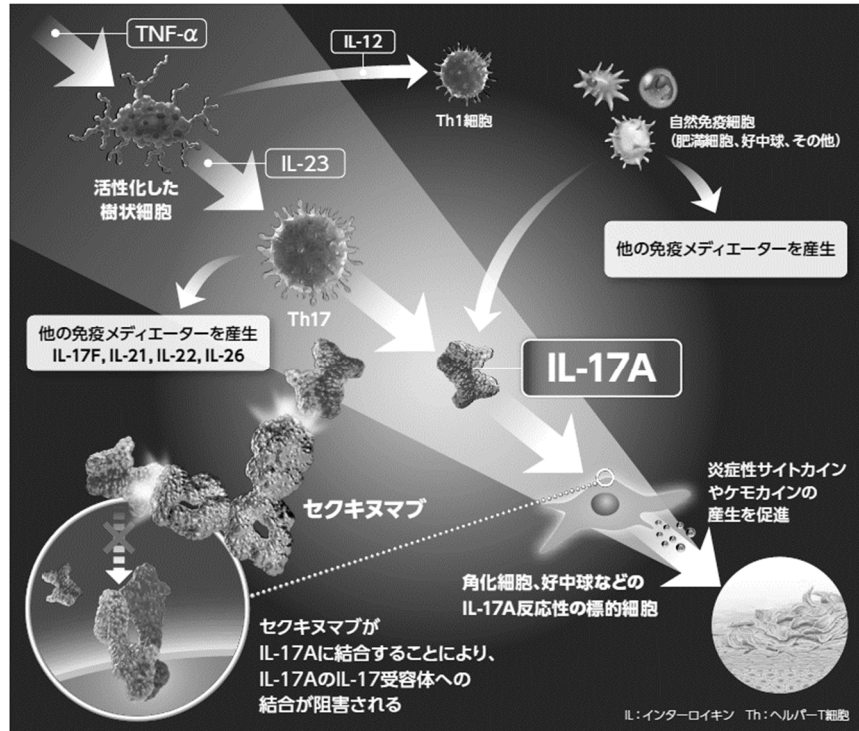 TNF-α
IL-12
Th1細胞
自然免疫細胞
（肥満細胞、好中球、その他）
IL-23
活性化した
樹状細胞
他の免疫メディエーターを産生
Th17
他の免疫メディエーターを産生
IL-17F, IL-21, IL-22, IL-26
IL-17A
炎症性サイトカイン
やケモカインの
産生を促進
セクキヌマブ
角化細胞、好中球などの
IL-17A反応性の標的細胞
セクキヌマブが
IL-17Aに結合することにより、
IL-17AのIL-17受容体への
結合が阻害される
IL：インターロイキン　Th：ヘルパーT細胞